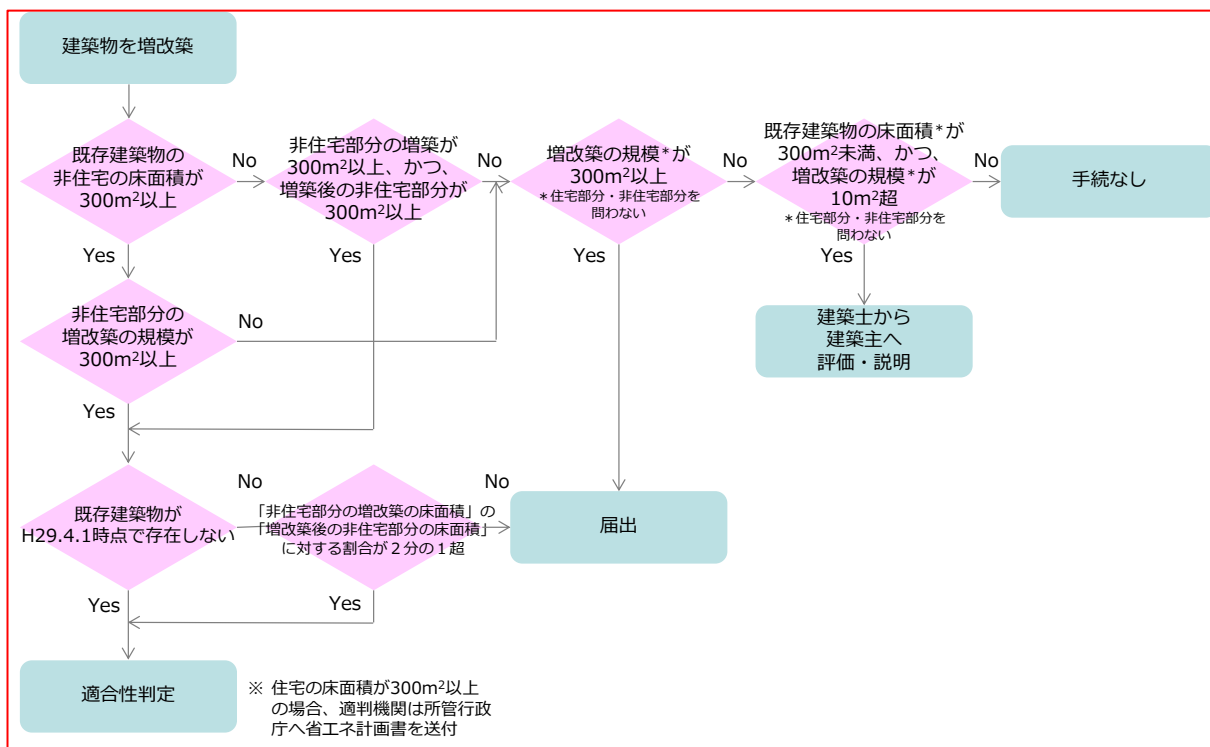 建築物を増改築
既存建築物の
非住宅の床面積が
300m²以上
No
非住宅部分の増築が
300m²以上、かつ、
増築後の非住宅部分が
300m²以上
No
増改築の規模*が
300m²以上
*住宅部分・非住宅部分を
問わない
No
既存建築物の床面積*が
300m²未満、かつ、
増改築の規模*が
10m²超
*住宅部分・非住宅部分を
問わない
No
手続なし
Yes
Yes
Yes
Yes
非住宅部分の
増改築の規模が
300m²以上
No
建築士から
建築主へ
評価・説明
Yes
既存建築物が
H29.4.1時点で存在しない
No
「非住宅部分の増改築の床面積」の
「増改築後の非住宅部分の床面積」
に対する割合が２分の１超
No
届出
Yes
Yes
適合性判定
※ 住宅の床面積が300m²以上
の場合、適判機関は所管行政
庁へ省エネ計画書を送付